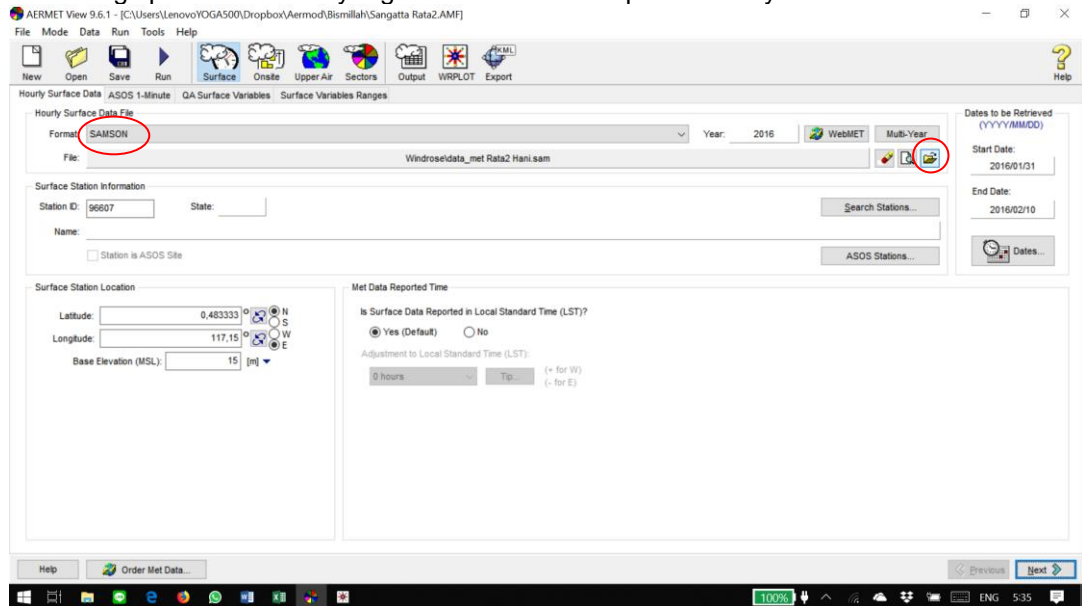 AERMET View 9.6.1 - [C:\Users\LenovoYOGA500\Dropbox\Aermod\Bismillah\Sangatta Rata2.AMF]
File Mode Data Run Tools Help
KML
New Open Save Run Surface Onsite Upper Air Sectors Output WRPLOT Export Help
Hourly Surface Data ASOS 1-Minute QA Surface Variables Surface Variables Ranges
Hourly Surface Data File
Format: SAMSON Year: 2016 WebMET Multi-Year
File: Windrose\data_met Rata2 Hani.sam
Dates to be Retrieved
(YYYY/MM/DD)
Start Date:
2016/01/31
End Date:
2016/02/10
Dates...
Surface Station Information
Station ID: 96607 State: Search Stations...
Name:
Station is ASOS Site ASOS Stations...
Surface Station Location
Latitude: 0,483333 ° N S
Longitude: 117,15 ° W E
Base Elevation (MSL): 15 [m]
Met Data Reported Time
Is Surface Data Reported in Local Standard Time (LST)?
Yes (Default) No
Adjustment to Local Standard Time (LST):
0 hours Tip... (+ for W)
(- for E)
Help Order Met Data... Previous Next
100% ENG 5:35